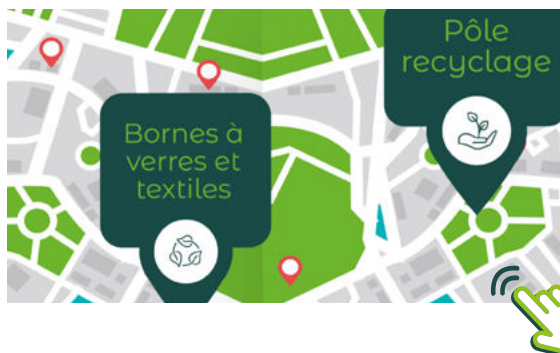 Pôle
recyclage
Bornes à
verres et
textiles